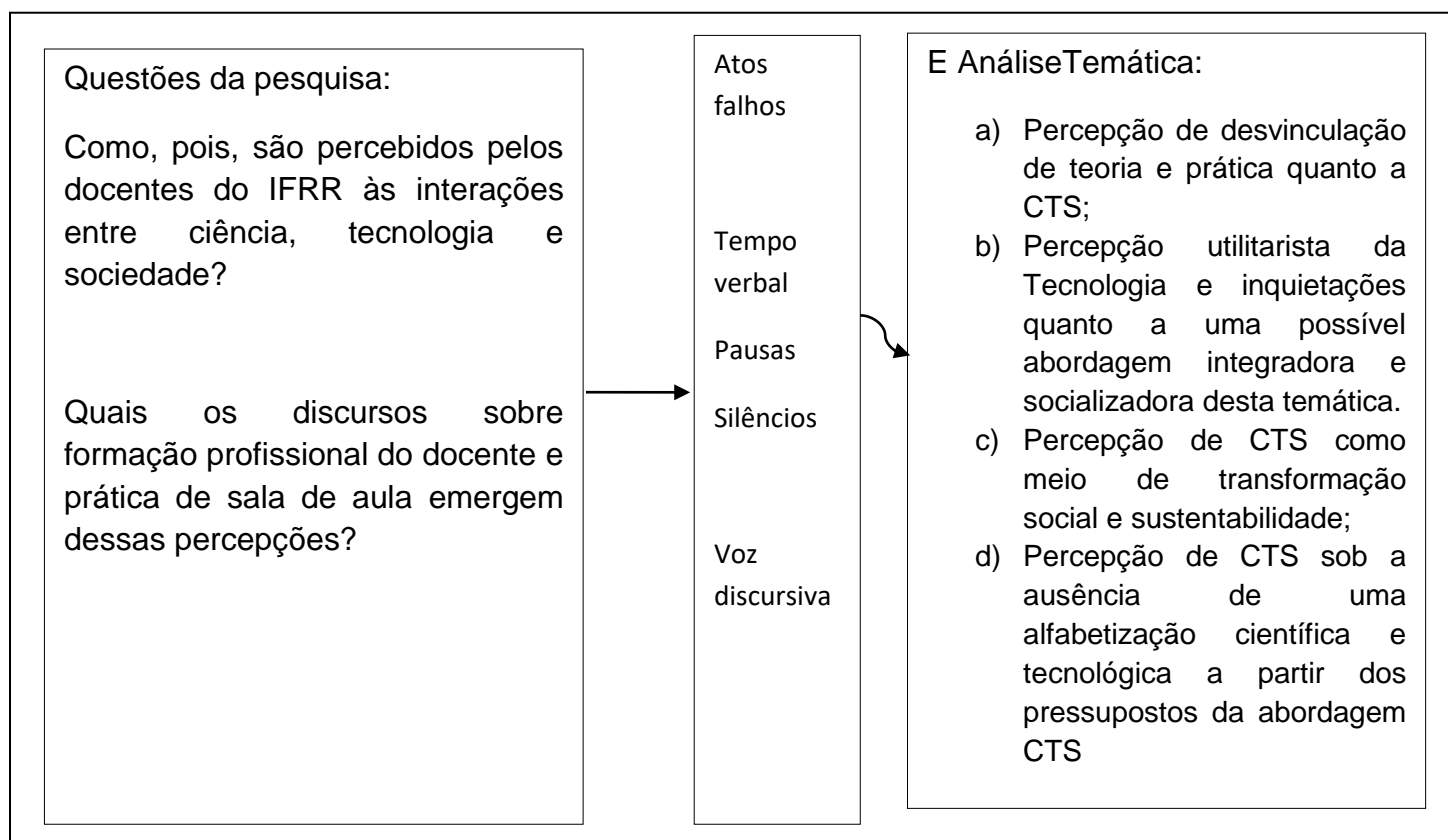 Questões da pesquisa:
Como, pois, são percebidos pelos
docentes do IFRR às interações
entre ciência, tecnologia e
sociedade?
Quais os discursos sobre
formação profissional do docente e
prática de sala de aula emergem
dessas percepções?
Atos
falhos
Tempo
verbal
Pausas
Silêncios
Voz
discursiva
E AnáliseTemática:
a) Percepção de desvinculação
de teoria e prática quanto a
CTS;
b) Percepção utilitarista da
Tecnologia e inquietações
quanto a uma possível
abordagem integradora e
socializadora desta temática.
c) Percepção de CTS como
meio de transformação
social e sustentabilidade;
d) Percepção de CTS sob a
ausência de uma
alfabetização científica e
tecnológica a partir dos
pressupostos da abordagem
CTS